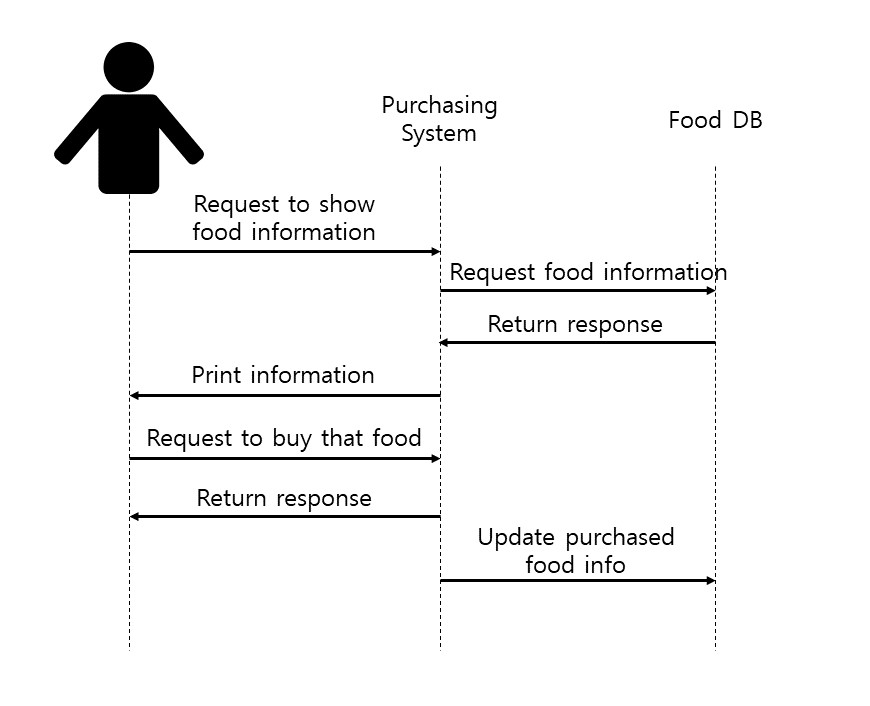 Purchasing
System
Food DB
Request to show
food information
Request food information
Return response
Print information
Request to buy that food
Return response
Update purchased
food info